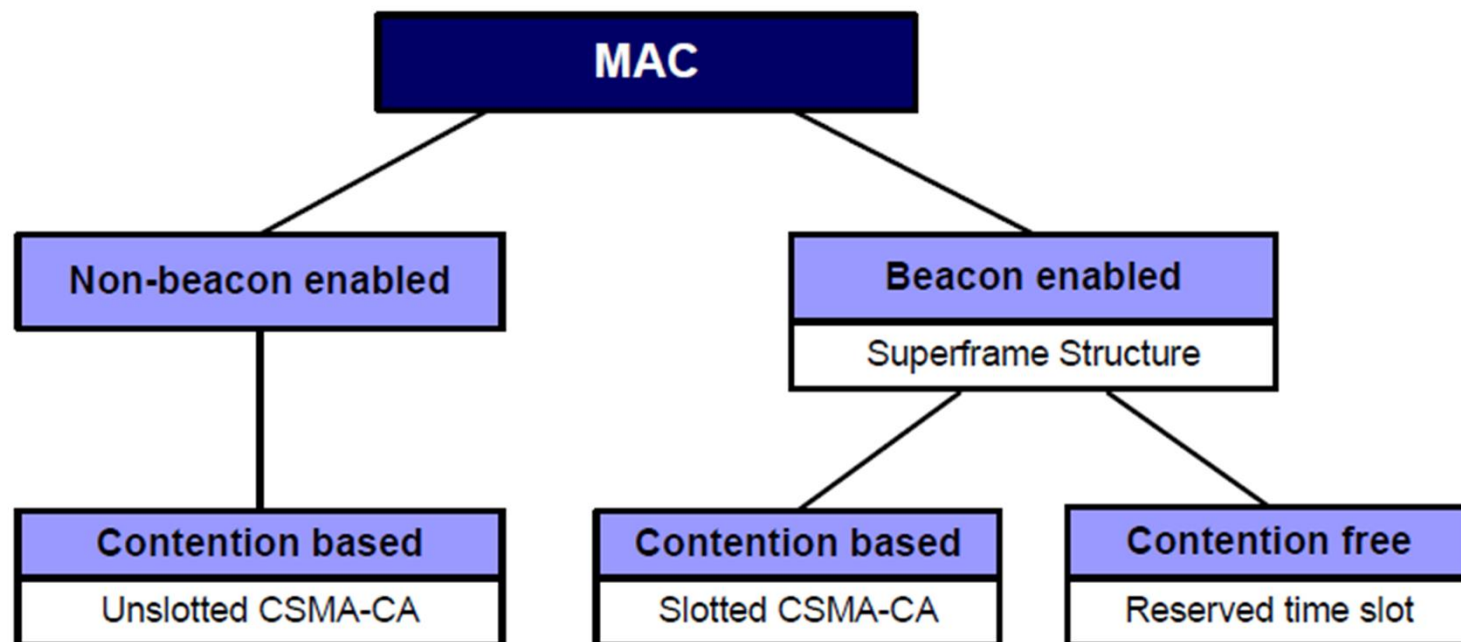 MAC
Non-beacon enabled
Beacon enabled
Superframe Structure
Contention based
Unslotted CSMA-CA
Contention based
Slotted CSMA-CA
Contention free
Reserved time slot